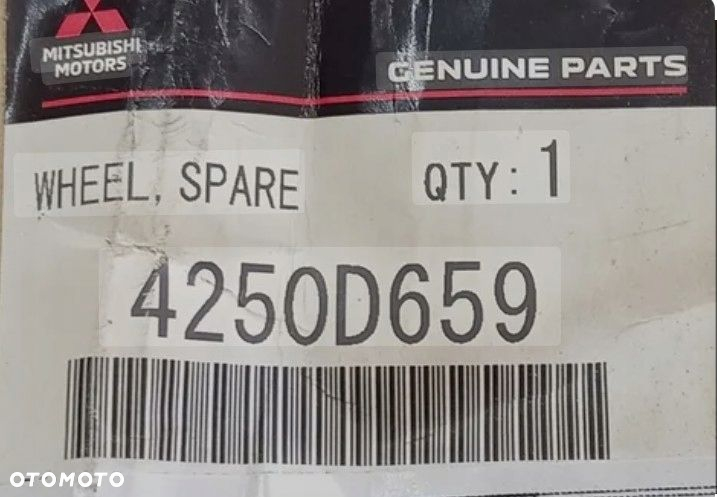 MITSUBISHI
MOTORS
GENUINE PARTS
WHEEL, SPARE
QTY: 1
4250D659
OTOMOTO